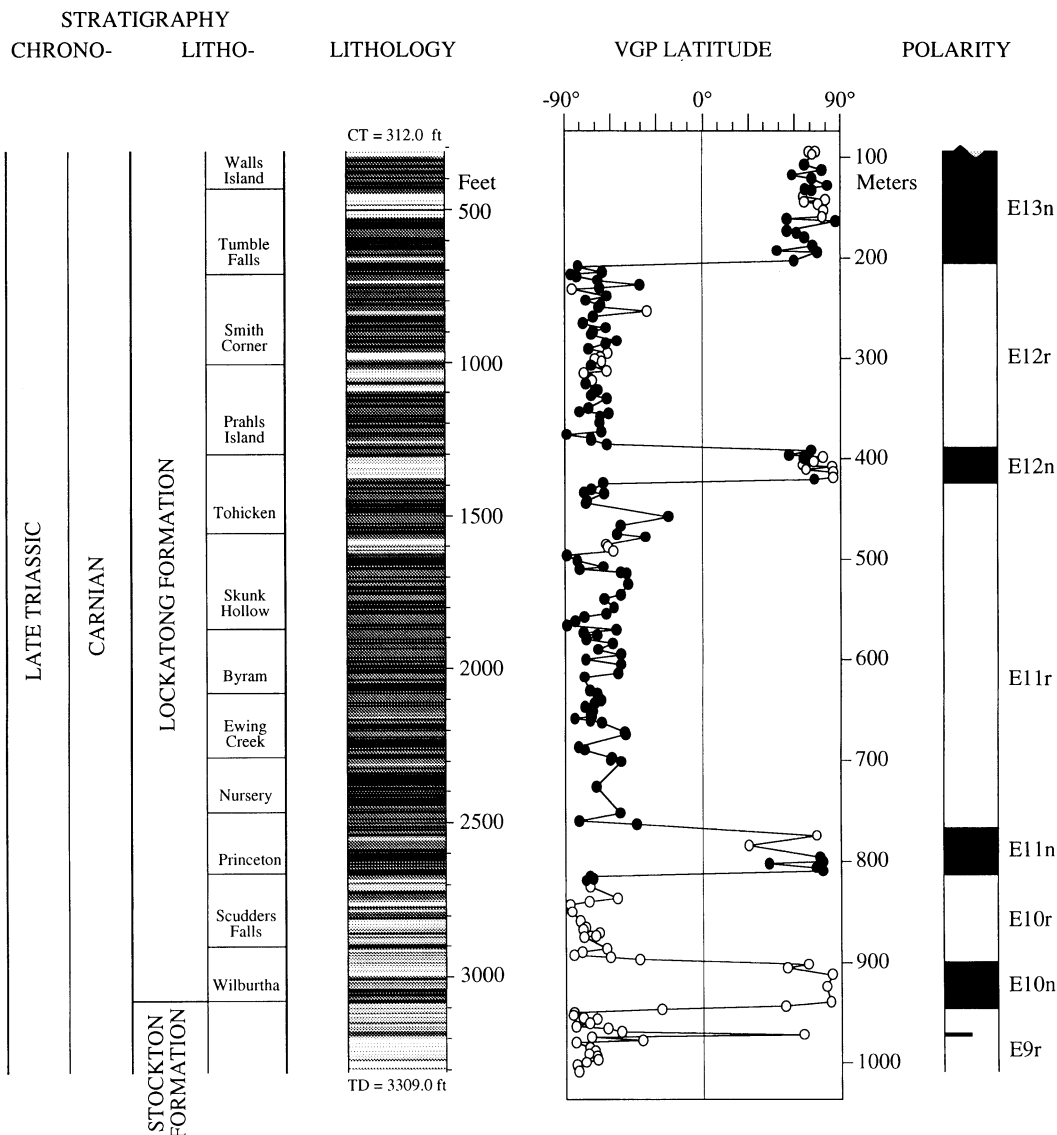 STRATIGRAPHY
CHRONO- LITHO- LITHOLOGY VGP LATITUDE POLARITY
-90° 0° 90°
CT = 312.0 ft
Feet
Meters
LATE TRIASSIC
CARNIAN
LOCKATONG FORMATION
STOCKTON
FORMATION
Walls
Island
Tumble
Falls
Smith
Corner
Prahls
Island
Tohicken
Skunk
Hollow
Byram
Ewing
Creek
Nursery
Princeton
Scudders
Falls
Wilburtha
500
1000
1500
2000
2500
3000
TD = 3309.0 ft
100
200
300
400
500
600
700
800
900
1000
E13n
E12r
E12n
E11r
E11n
E10r
E10n
E9r